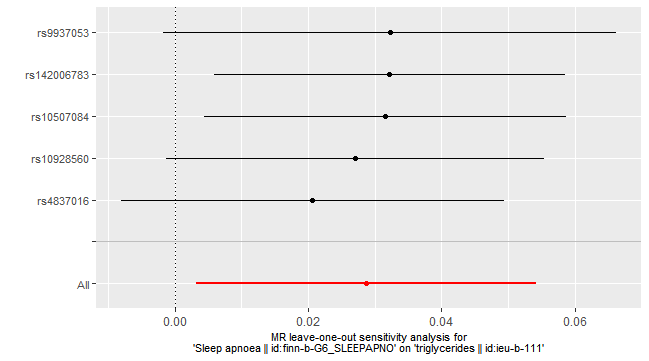 rs9937053
rs142006783
rs10507084
rs10928560
rs4837016
All
0.00 0.02 0.04 0.06
MR leave-one-out sensitivity analysis for
'Sleep apnoea || id:finn-b-G6_SLEEPAPNO' on 'triglycerides || id:ieu-b-111'